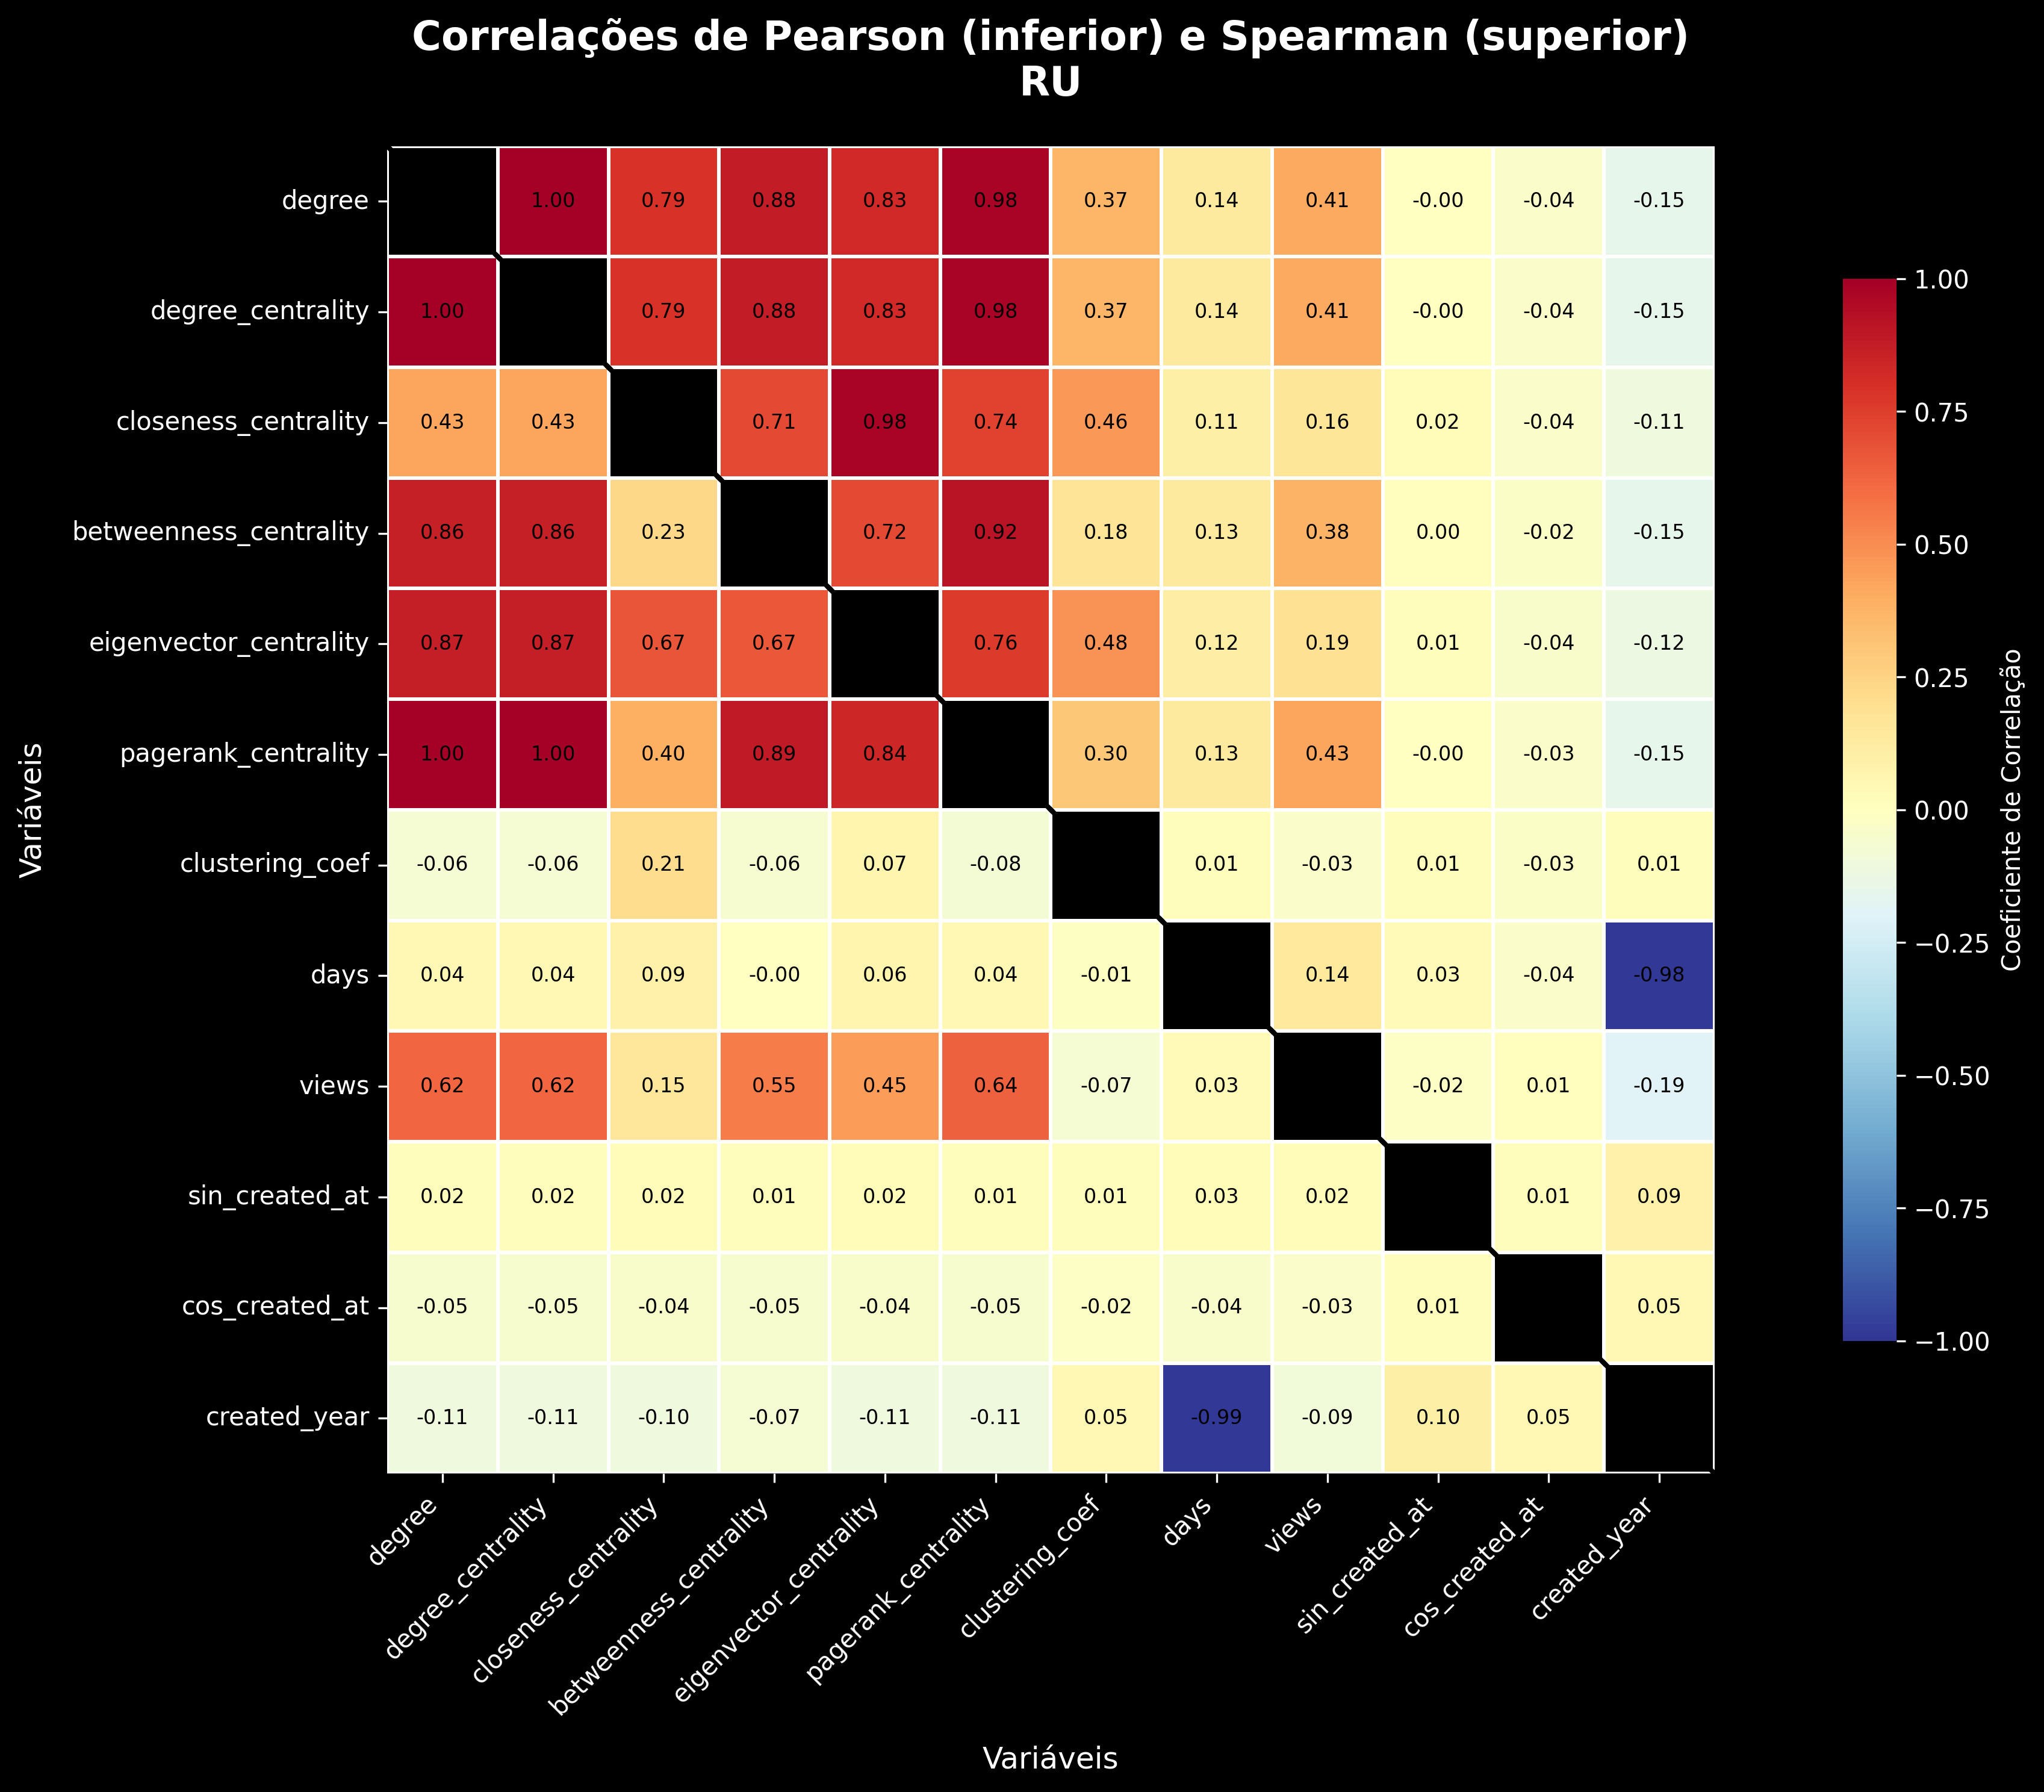 Correlações de Pearson (inferior) e Spearman (superior)
RU
degree 1.00 0.79 0.88 0.83 0.98 0.37 0.14 0.41 -0.00 -0.04 -0.15
degree_centrality 1.00 0.79 0.88 0.83 0.98 0.37 0.14 0.41 -0.00 -0.04 -0.15
closeness_centrality 0.43 0.43 0.71 0.98 0.74 0.46 0.11 0.16 0.02 -0.04 -0.11
betweenness_centrality 0.86 0.86 0.23 0.72 0.92 0.18 0.13 0.38 0.00 -0.02 -0.15
eigenvector_centrality 0.87 0.87 0.67 0.67 0.76 0.48 0.12 0.19 0.01 -0.04 -0.12
pagerank_centrality 1.00 1.00 0.40 0.89 0.84 0.30 0.13 0.43 -0.00 -0.03 -0.15
clustering_coef -0.06 -0.06 0.21 -0.06 0.07 -0.08 0.01 -0.03 0.01 -0.03 0.01
days 0.04 0.04 0.09 -0.00 0.06 0.04 -0.01 0.14 0.03 -0.04 -0.98
views 0.62 0.62 0.15 0.55 0.45 0.64 -0.07 0.03 -0.02 0.01 -0.19
sin_created_at 0.02 0.02 0.02 0.01 0.02 0.01 0.01 0.03 0.02 0.01 0.09
cos_created_at -0.05 -0.05 -0.04 -0.05 -0.04 -0.05 -0.02 -0.04 -0.03 0.01 0.05
created_year -0.11 -0.11 -0.10 -0.07 -0.11 -0.11 0.05 -0.99 -0.09 0.10 0.05
Variáveis
degree
degree_centrality
closeness_centrality
betweenness_centrality
eigenvector_centrality
pagerank_centrality
clustering_coef
days
views
sin_created_at
cos_created_at
created_year
Variáveis
1.00
0.75
0.50
0.25
0.00
−0.25
−0.50
−0.75
−1.00
Coeficiente de Correlação